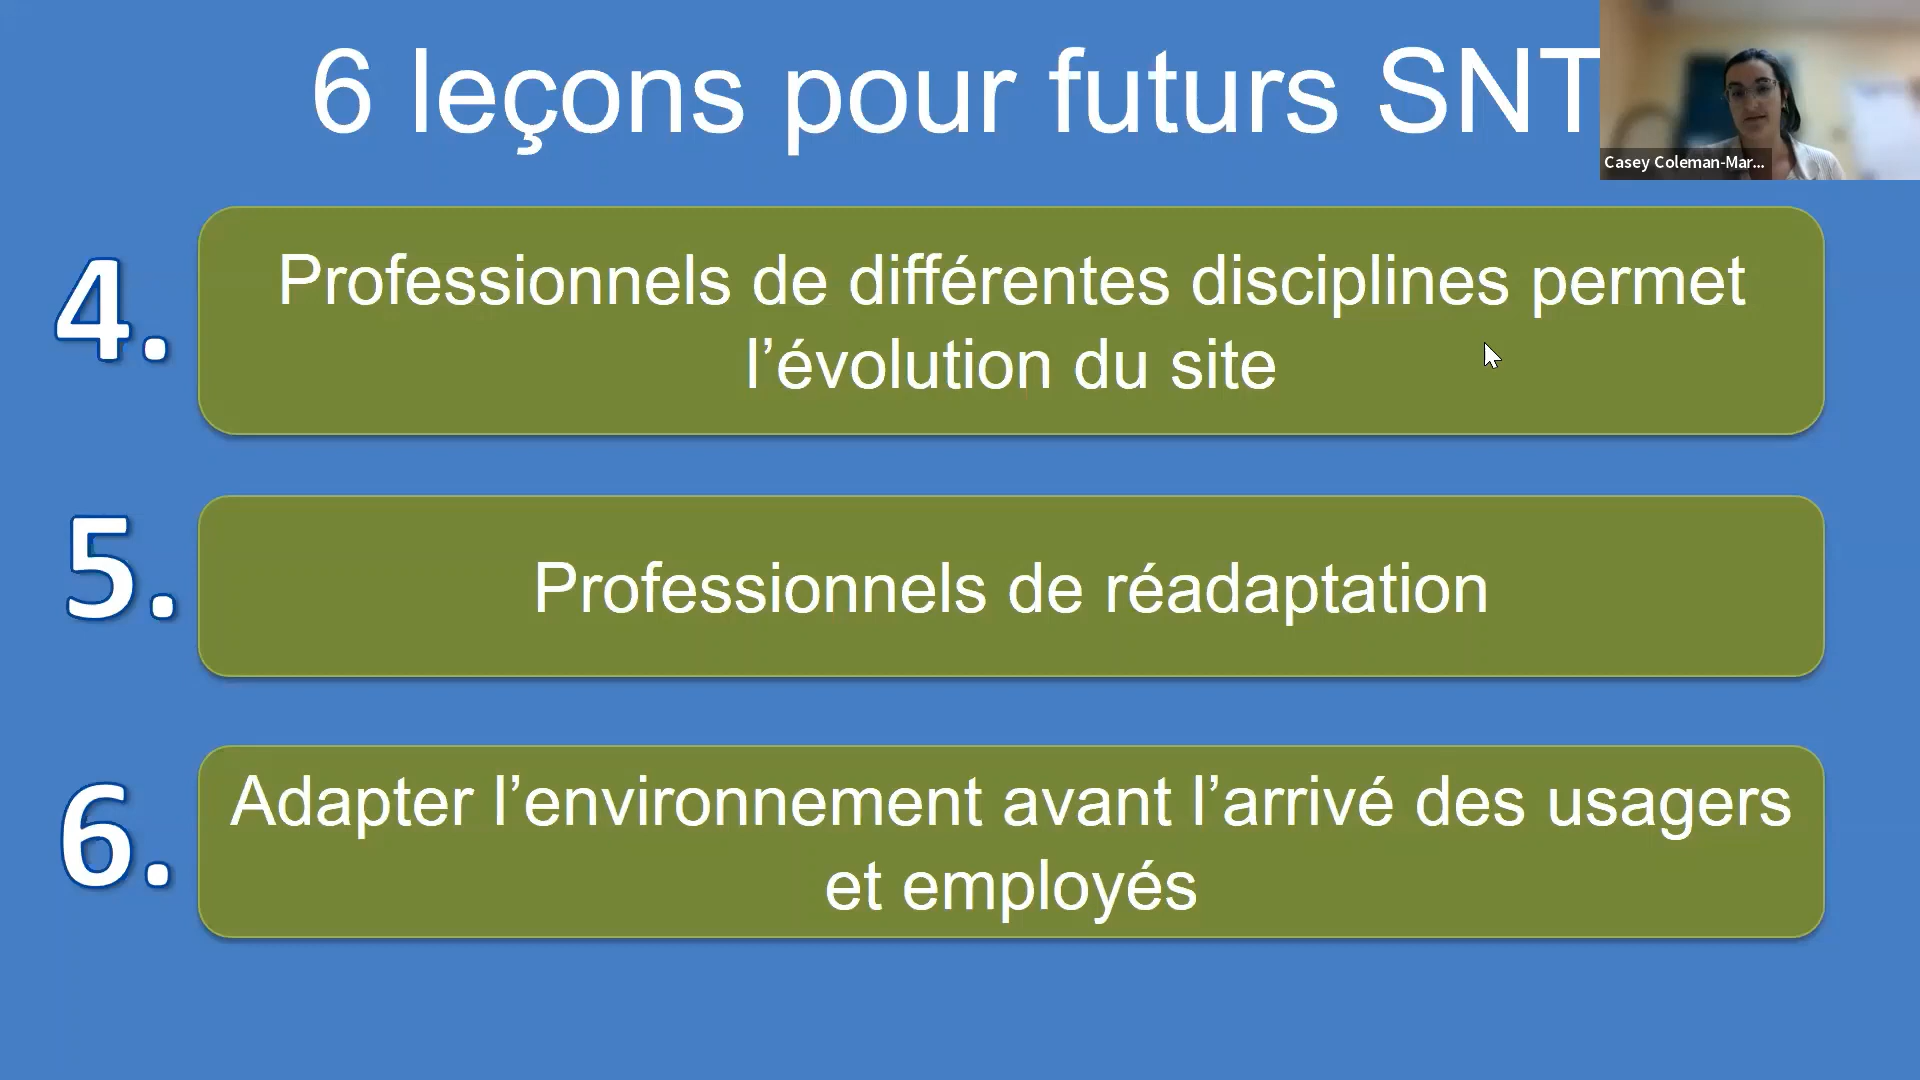 6 leçons pour futurs SNT
Casey Coleman-Mar...
4.
Professionnels de différentes disciplines permet
l’évolution du site
5.
Professionnels de réadaptation
6.
Adapter l’environnement avant l’arrivé des usagers
et employés